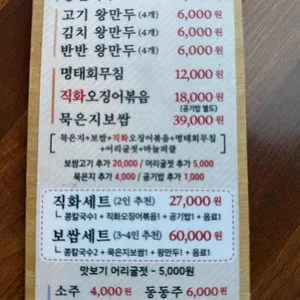 고기 왕만두 (4개) 6,000원
김치 왕만두 (4개) 6,000원
반반 왕만두 (4개) 6,000원
명태회무침 12,000원
직화오징어볶음 18,000원
(공기밥 별도)
묵은지보쌈 39,000원
[묵은지+보쌈+직화오징어볶음+명태회무침
+어리굴젓+마늘찌클]
보쌈고기 추가 20,000 / 어리굴젓 추가 5,000
묵은지 추가 4,000 / 공기밥 추가 1,000
직화세트 (2인 추천) 27,000원
└ 콩칼국수1 + 직화오징어볶음1 + 공기밥1 + 음료1
보쌈세트 (3~4인 추천) 60,000원
└ 콩칼국수2 + 묵은지보쌈1 + 왕만두1 + 음료1
맛보기 어리굴젓 - 5,000원
소주 4,000원 동동주 6,000원